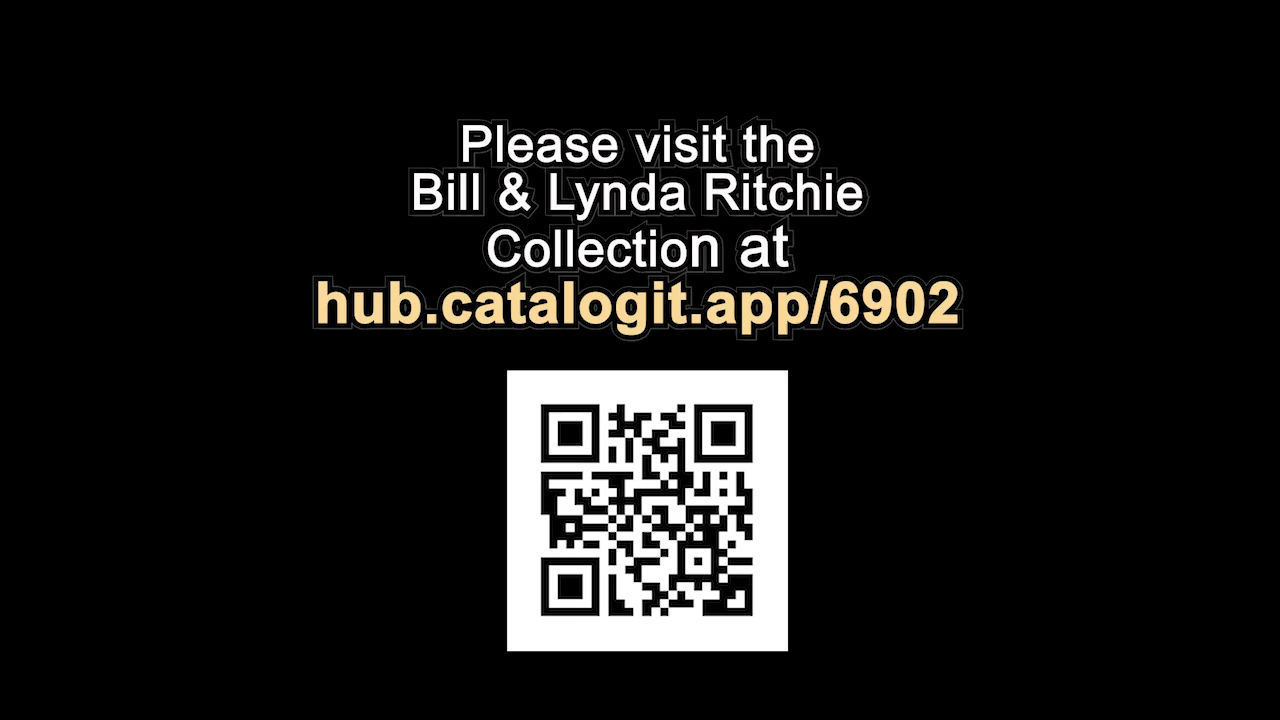 Please visit the
Bill & Lynda Ritchie
Collection at
hub.catalogit.app/6902